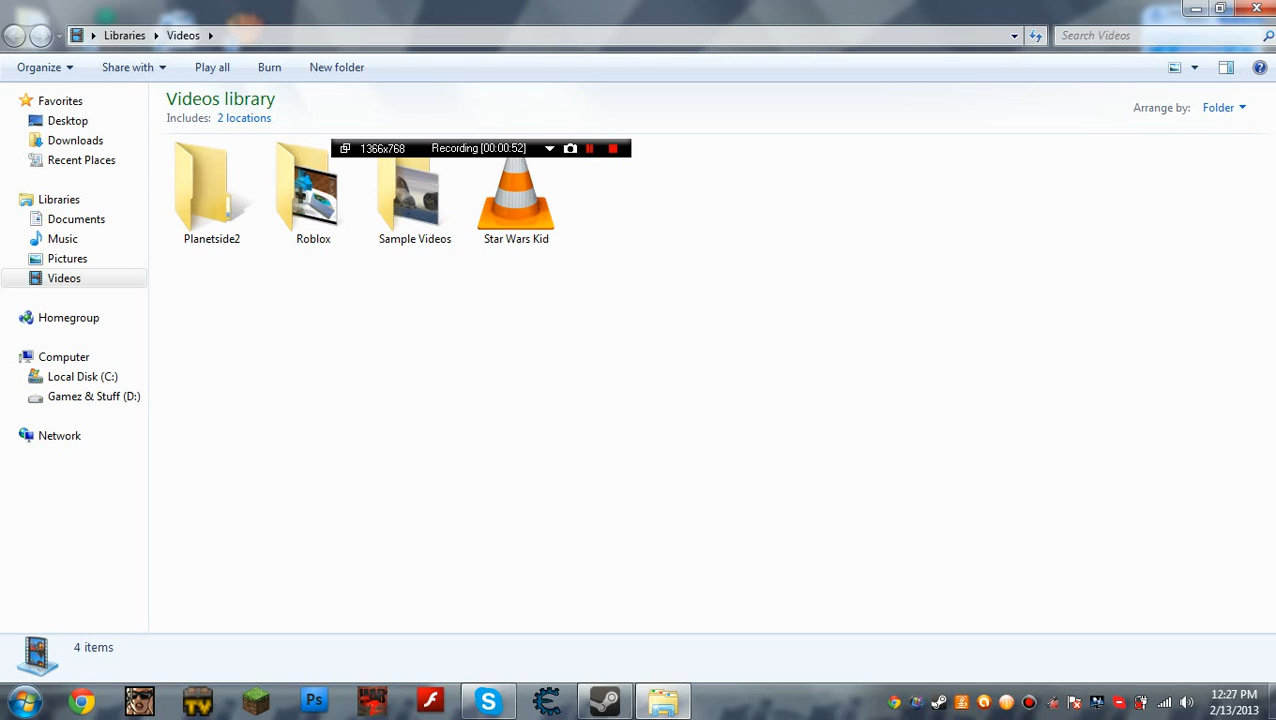 Libraries Videos
Search Videos
Organize Share with Play all Burn New folder
Favorites
Desktop
Downloads
Recent Places
Libraries
Documents
Music
Pictures
Videos
Homegroup
Computer
Local Disk (C:)
Gamez & Stuff (D:)
Network
Videos library
Includes: 2 locations
Arrange by: Folder
1366x768 Recording [00:00:52]
Planetside2
Roblox
Sample Videos
Star Wars Kid
4 items
TV
Ps
12:27 PM
2/13/2013